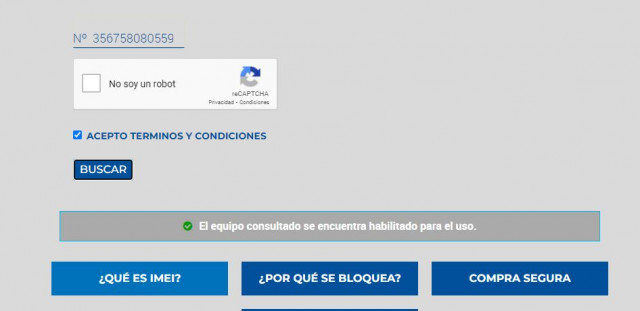 Nº 356758080559
No soy un robot
reCAPTCHA
Privacidad - Condiciones
ACEPTO TERMINOS Y CONDICIONES
BUSCAR
El equipo consultado se encuentra habilitado para el uso.
¿QUÉ ES IMEI?
¿POR QUÉ SE BLOQUEA?
COMPRA SEGURA